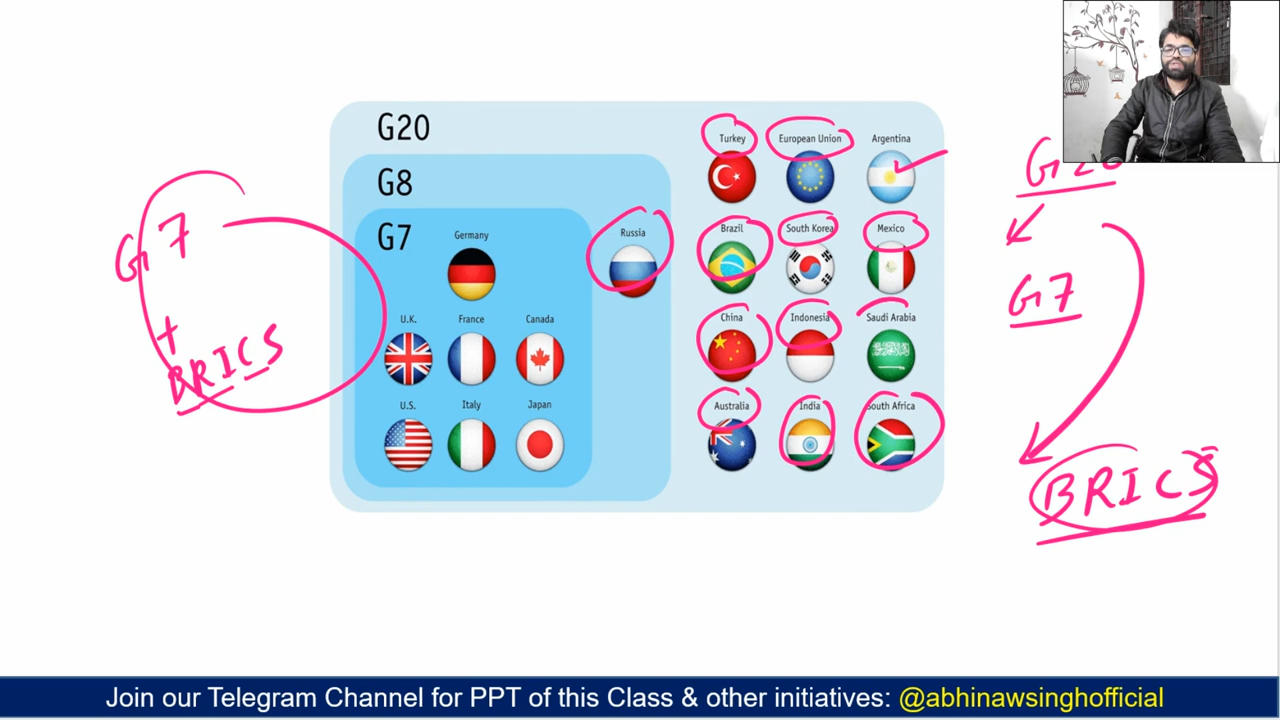 G20
G8
G7
Germany
U.K.
France
Canada
U.S.
Italy
Japan
Russia
Turkey
European Union
Argentina
Brazil
South Korea
Mexico
China
Indonesia
Saudi Arabia
Australia
India
South Africa
G7
+
BRICS
G20
G7
BRICS
Join our Telegram Channel for PPT of this Class & other initiatives: @abhinawsinghofficial